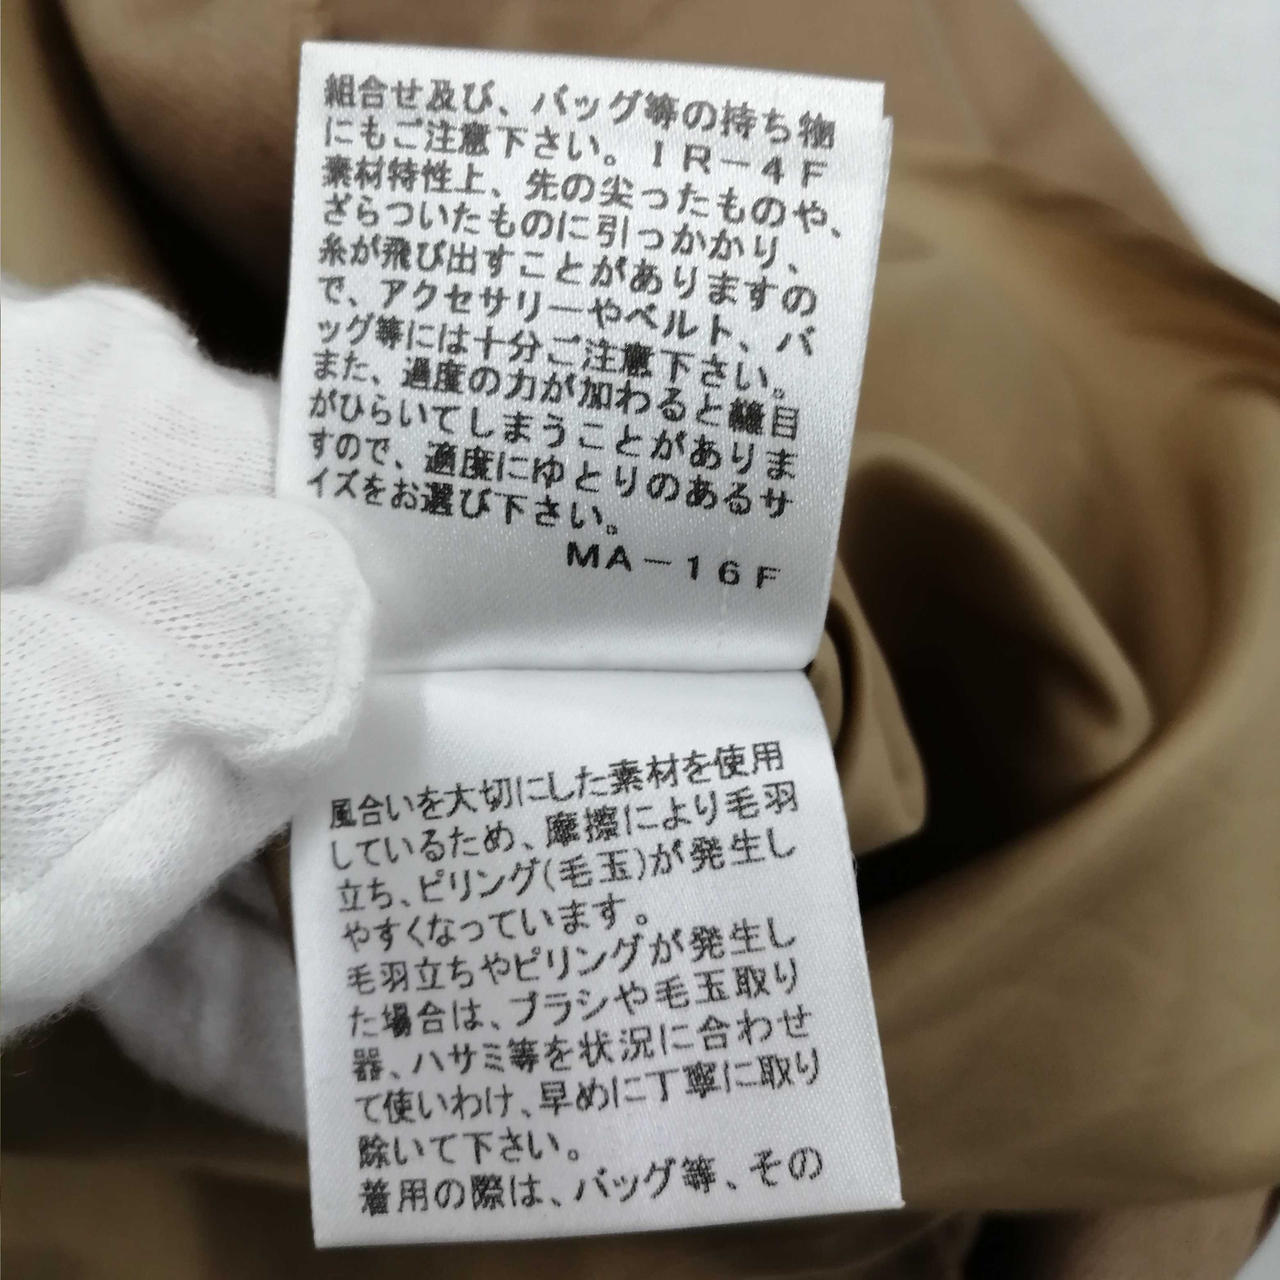 組合せ及び、バッグ等の持ち物
にもご注意下さい。ＩＲ－４Ｆ
素材特性上、先の尖ったものや、
ざらついたものに引っかかり、
糸が飛び出すことがありますの
で、アクセサリーやベルト、バ
ッグ等には十分ご注意下さい。
また、過度の力が加わると縫目
がひらいてしまうことがありま
すので、適度にゆとりのあるサ
イズをお選び下さい。
ＭＡ－１６Ｆ
風合いを大切にした素材を使用
しているため、摩擦により毛羽
立ち、ピリング(毛玉)が発生し
やすくなっています。
毛羽立ちやピリングが発生し
た場合は、ブラシや毛玉取り
器、ハサミ等を状況に合わせ
て使いわけ、早めに丁寧に取り
除いて下さい。
着用の際は、バッグ等、その